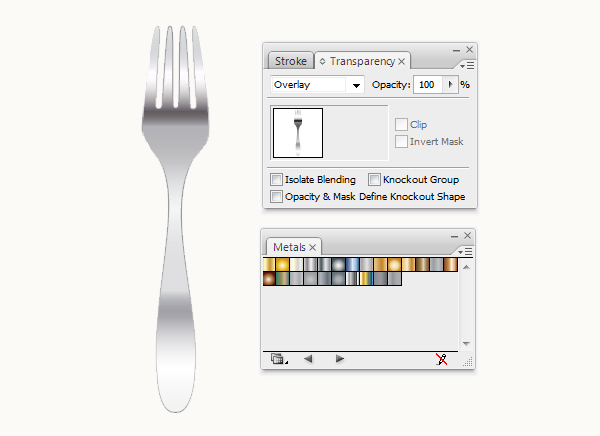 Stroke Transparency
Overlay Opacity: 100 %
Clip
Invert Mask
Isolate Blending Knockout Group
Opacity & Mask Define Knockout Shape
Metals